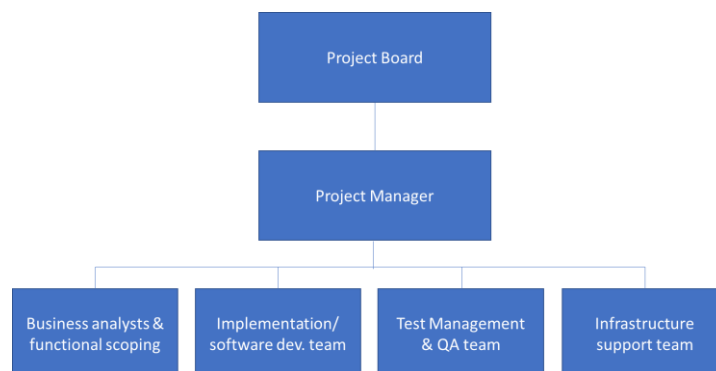 Project Board
Project Manager
Business analysts &
functional scoping
Implementation/
software dev. team
Test Management
& QA team
Infrastructure
support team